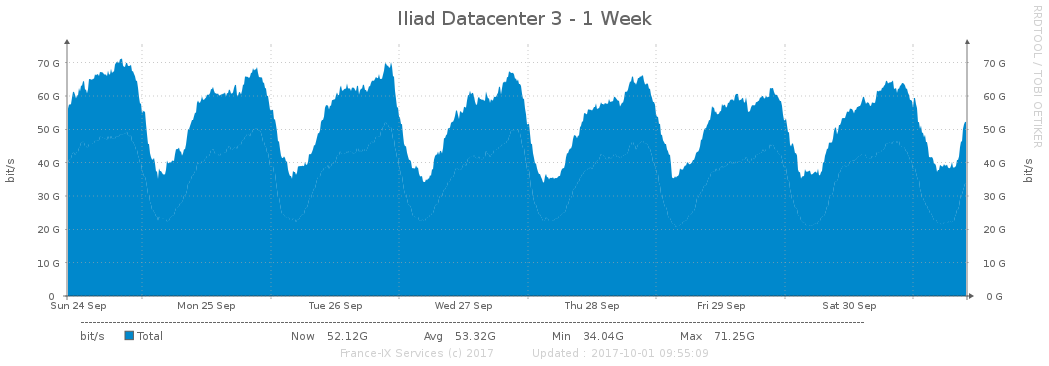 Iliad Datacenter 3 - 1 Week
RRDTOOL / TOBI OETIKER
bit/s
70 G 70 G
60 G 60 G
50 G 50 G
40 G 40 G
30 G 30 G
20 G 20 G
10 G 10 G
0 0 G
bit/s
Sun 24 Sep Mon 25 Sep Tue 26 Sep Wed 27 Sep Thu 28 Sep Fri 29 Sep Sat 30 Sep
bit/s Total Now 52.12G Avg 53.32G Min 34.04G Max 71.25G
France-IX Services (c) 2017 Updated : 2017-10-01 09:55:09